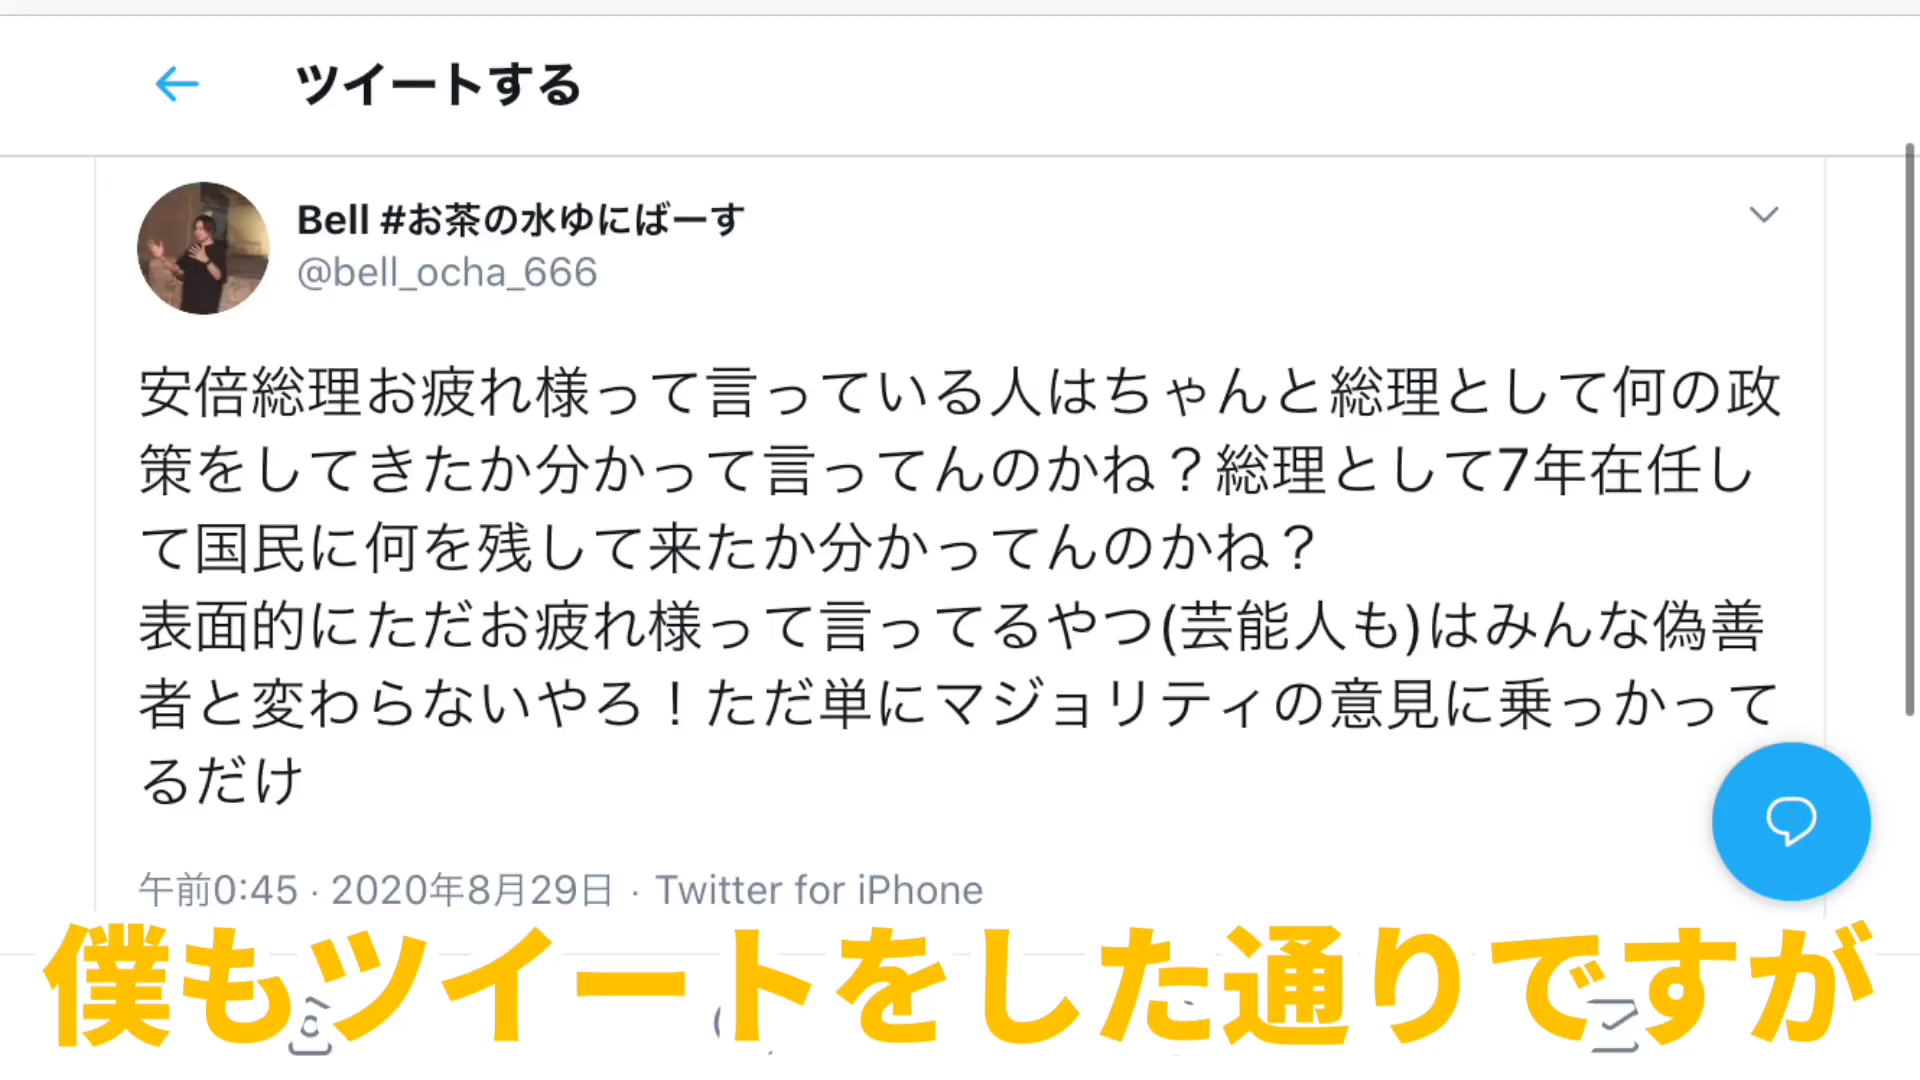 ツイートする
Bell #お茶の水ゆにばーす
@bell_ocha_666
安倍総理お疲れ様って言っている人はちゃんと総理として何の政
策をしてきたか分かって言ってんのかね？総理として7年在任し
て国民に何を残して来たか分かってんのかね？
表面的にただお疲れ様って言ってるやつ(芸能人も)はみんな偽善
者と変わらないやろ！ただ単にマジョリティの意見に乗っかって
るだけ
午前0:45 · 2020年8月29日 · Twitter for iPhone
僕もツイートをした通りですが